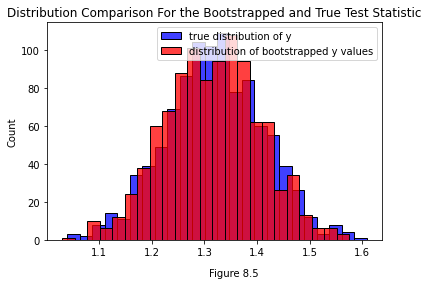 Distribution Comparison For the Bootstrapped and True Test Statistic
true distribution of y
distribution of bootstrapped y values
Count
100
80
60
40
20
0
1.1 1.2 1.3 1.4 1.5 1.6
Figure 8.5